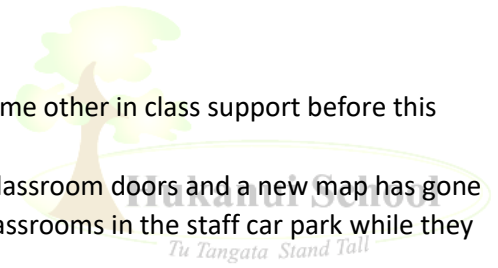 me other in class support before this
lassroom doors and a new map has gone
Hukanui School
assrooms in the staff car park while they
Tu Tangata Stand Tall